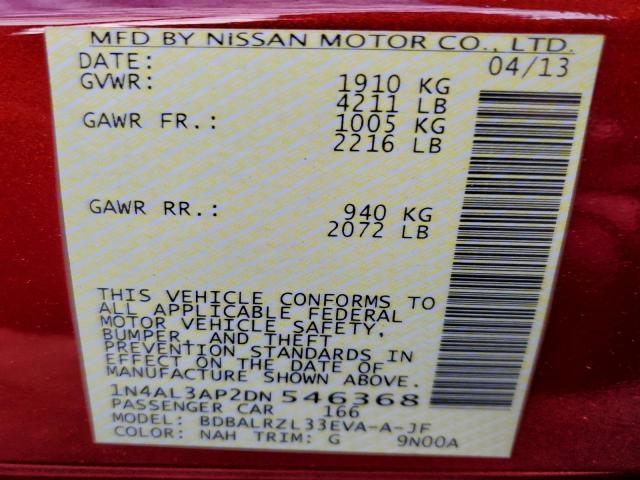 MFD BY NISSAN MOTOR CO., LTD.
DATE: 04/13
GVWR: 1910 KG
4211 LB
GAWR FR.: 1005 KG
2216 LB
GAWR RR.: 940 KG
2072 LB
THIS VEHICLE CONFORMS TO
ALL APPLICABLE FEDERAL
MOTOR VEHICLE SAFETY,
BUMPER, AND THEFT
PREVENTION STANDARDS IN
EFFECT ON THE DATE OF
MANUFACTURE SHOWN ABOVE.
1N4AL3AP2DN 546368
PASSENGER CAR 166
MODEL: BDBALRZL33EVA-A-JF
COLOR: NAH TRIM: G 9N00A